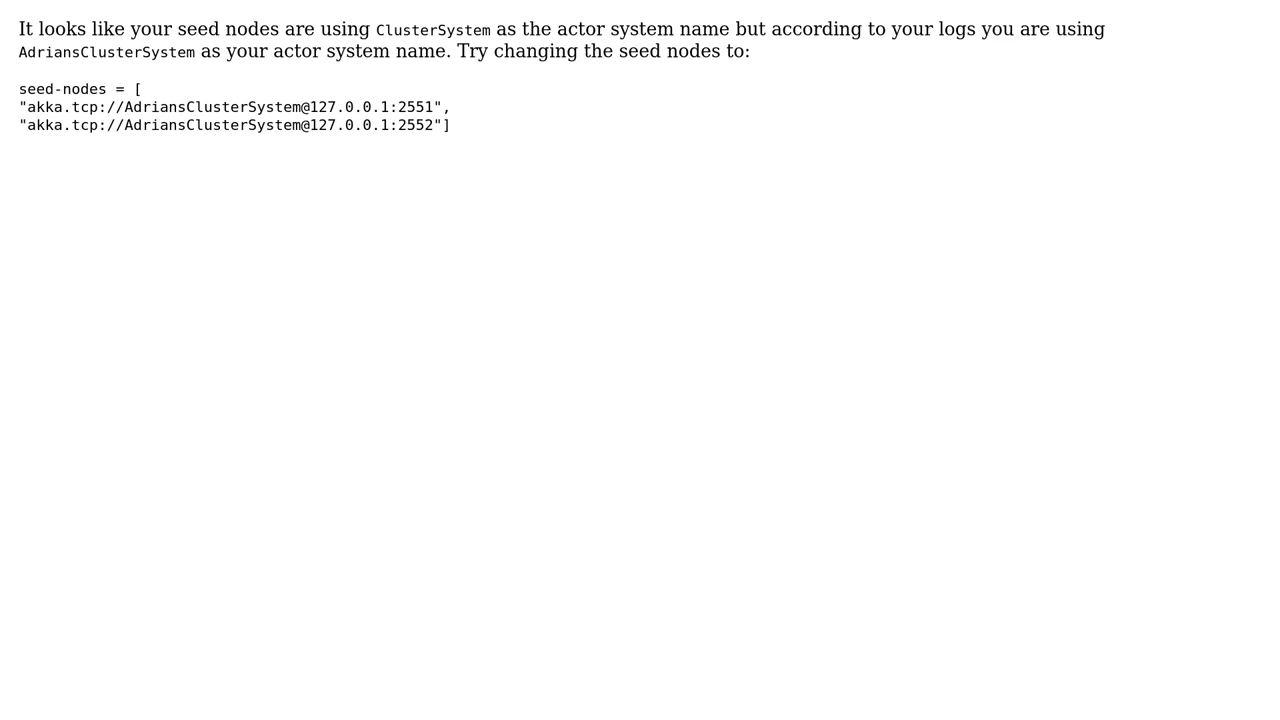 It looks like your seed nodes are using ClusterSystem as the actor system name but according to your logs you are using
AdriansClusterSystem as your actor system name. Try changing the seed nodes to:
seed-nodes = [
"akka.tcp://AdriansClusterSystem@127.0.0.1:2551",
"akka.tcp://AdriansClusterSystem@127.0.0.1:2552"]